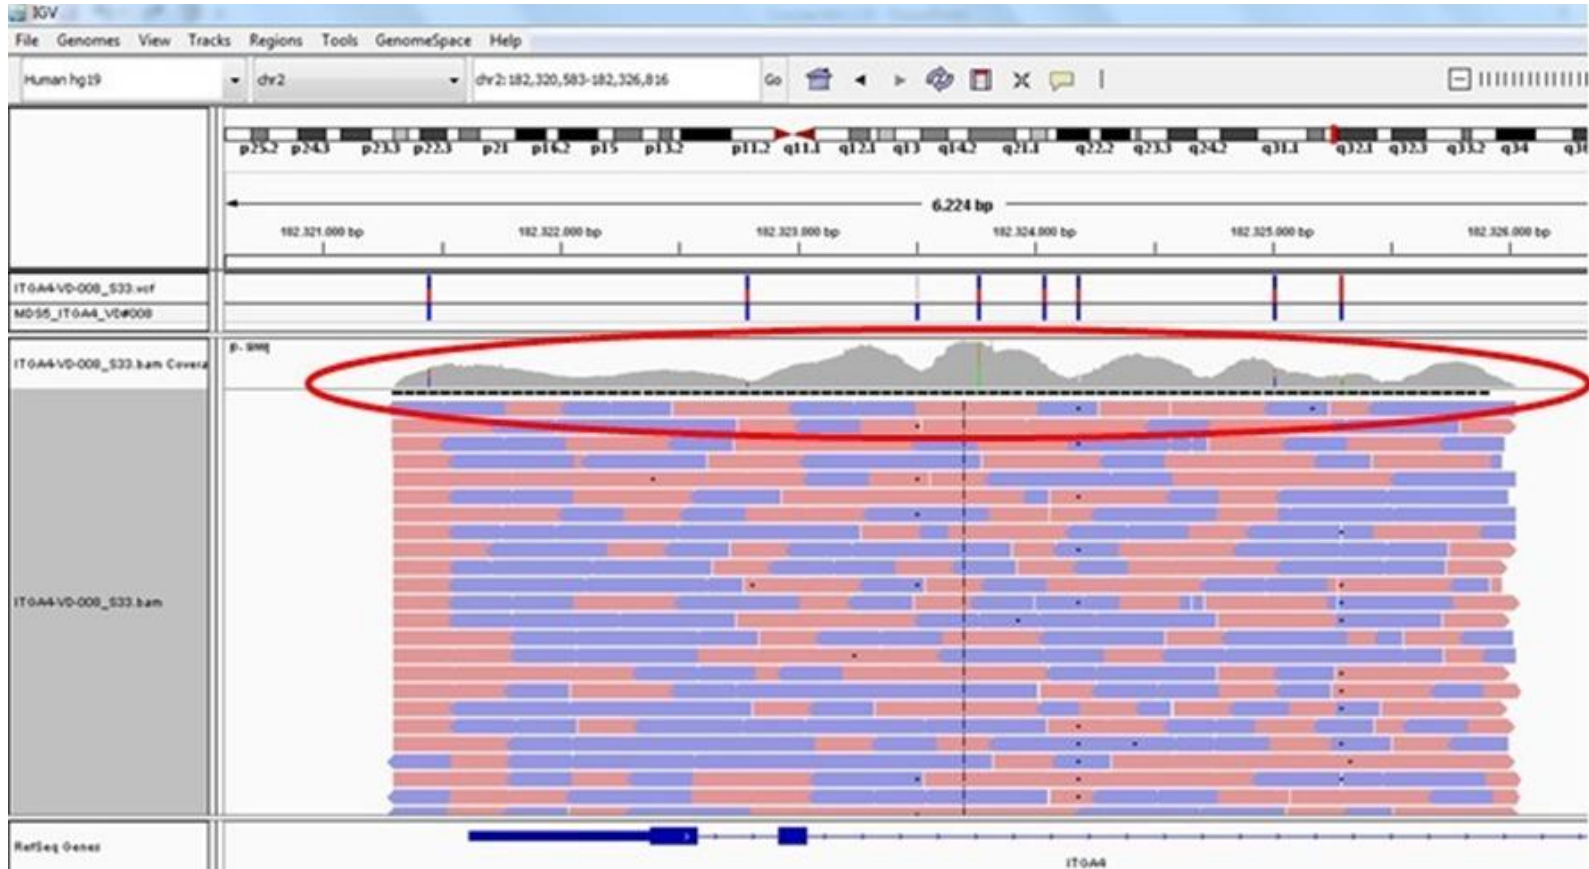 IGV
File Genomes View Tracks Regions Tools GenomeSpace Help
Human hg19 chr2 chr2:182,320,583-182,326,816 Go
p25.2 p24.3 p23.3 p22.3 p21 p16.2 p15 p13.2 p11.2 q11.1 q12.1 q13 q14.2 q21.1 q22.2 q23.3 q24.2 q31.1 q32.1 q32.3 q33.2 q34
6.224 bp
182.321.000 bp 182.322.000 bp 182.323.000 bp 182.324.000 bp 182.325.000 bp 182.326.000 bp
ITGA4-VD-008_S33.vcf
MDS5_ITGA4_VD#008
ITGA4-VD-008_S33.bam Covera
ITGA4-VD-008_S33.bam
RefSeq Genes
ITGA4